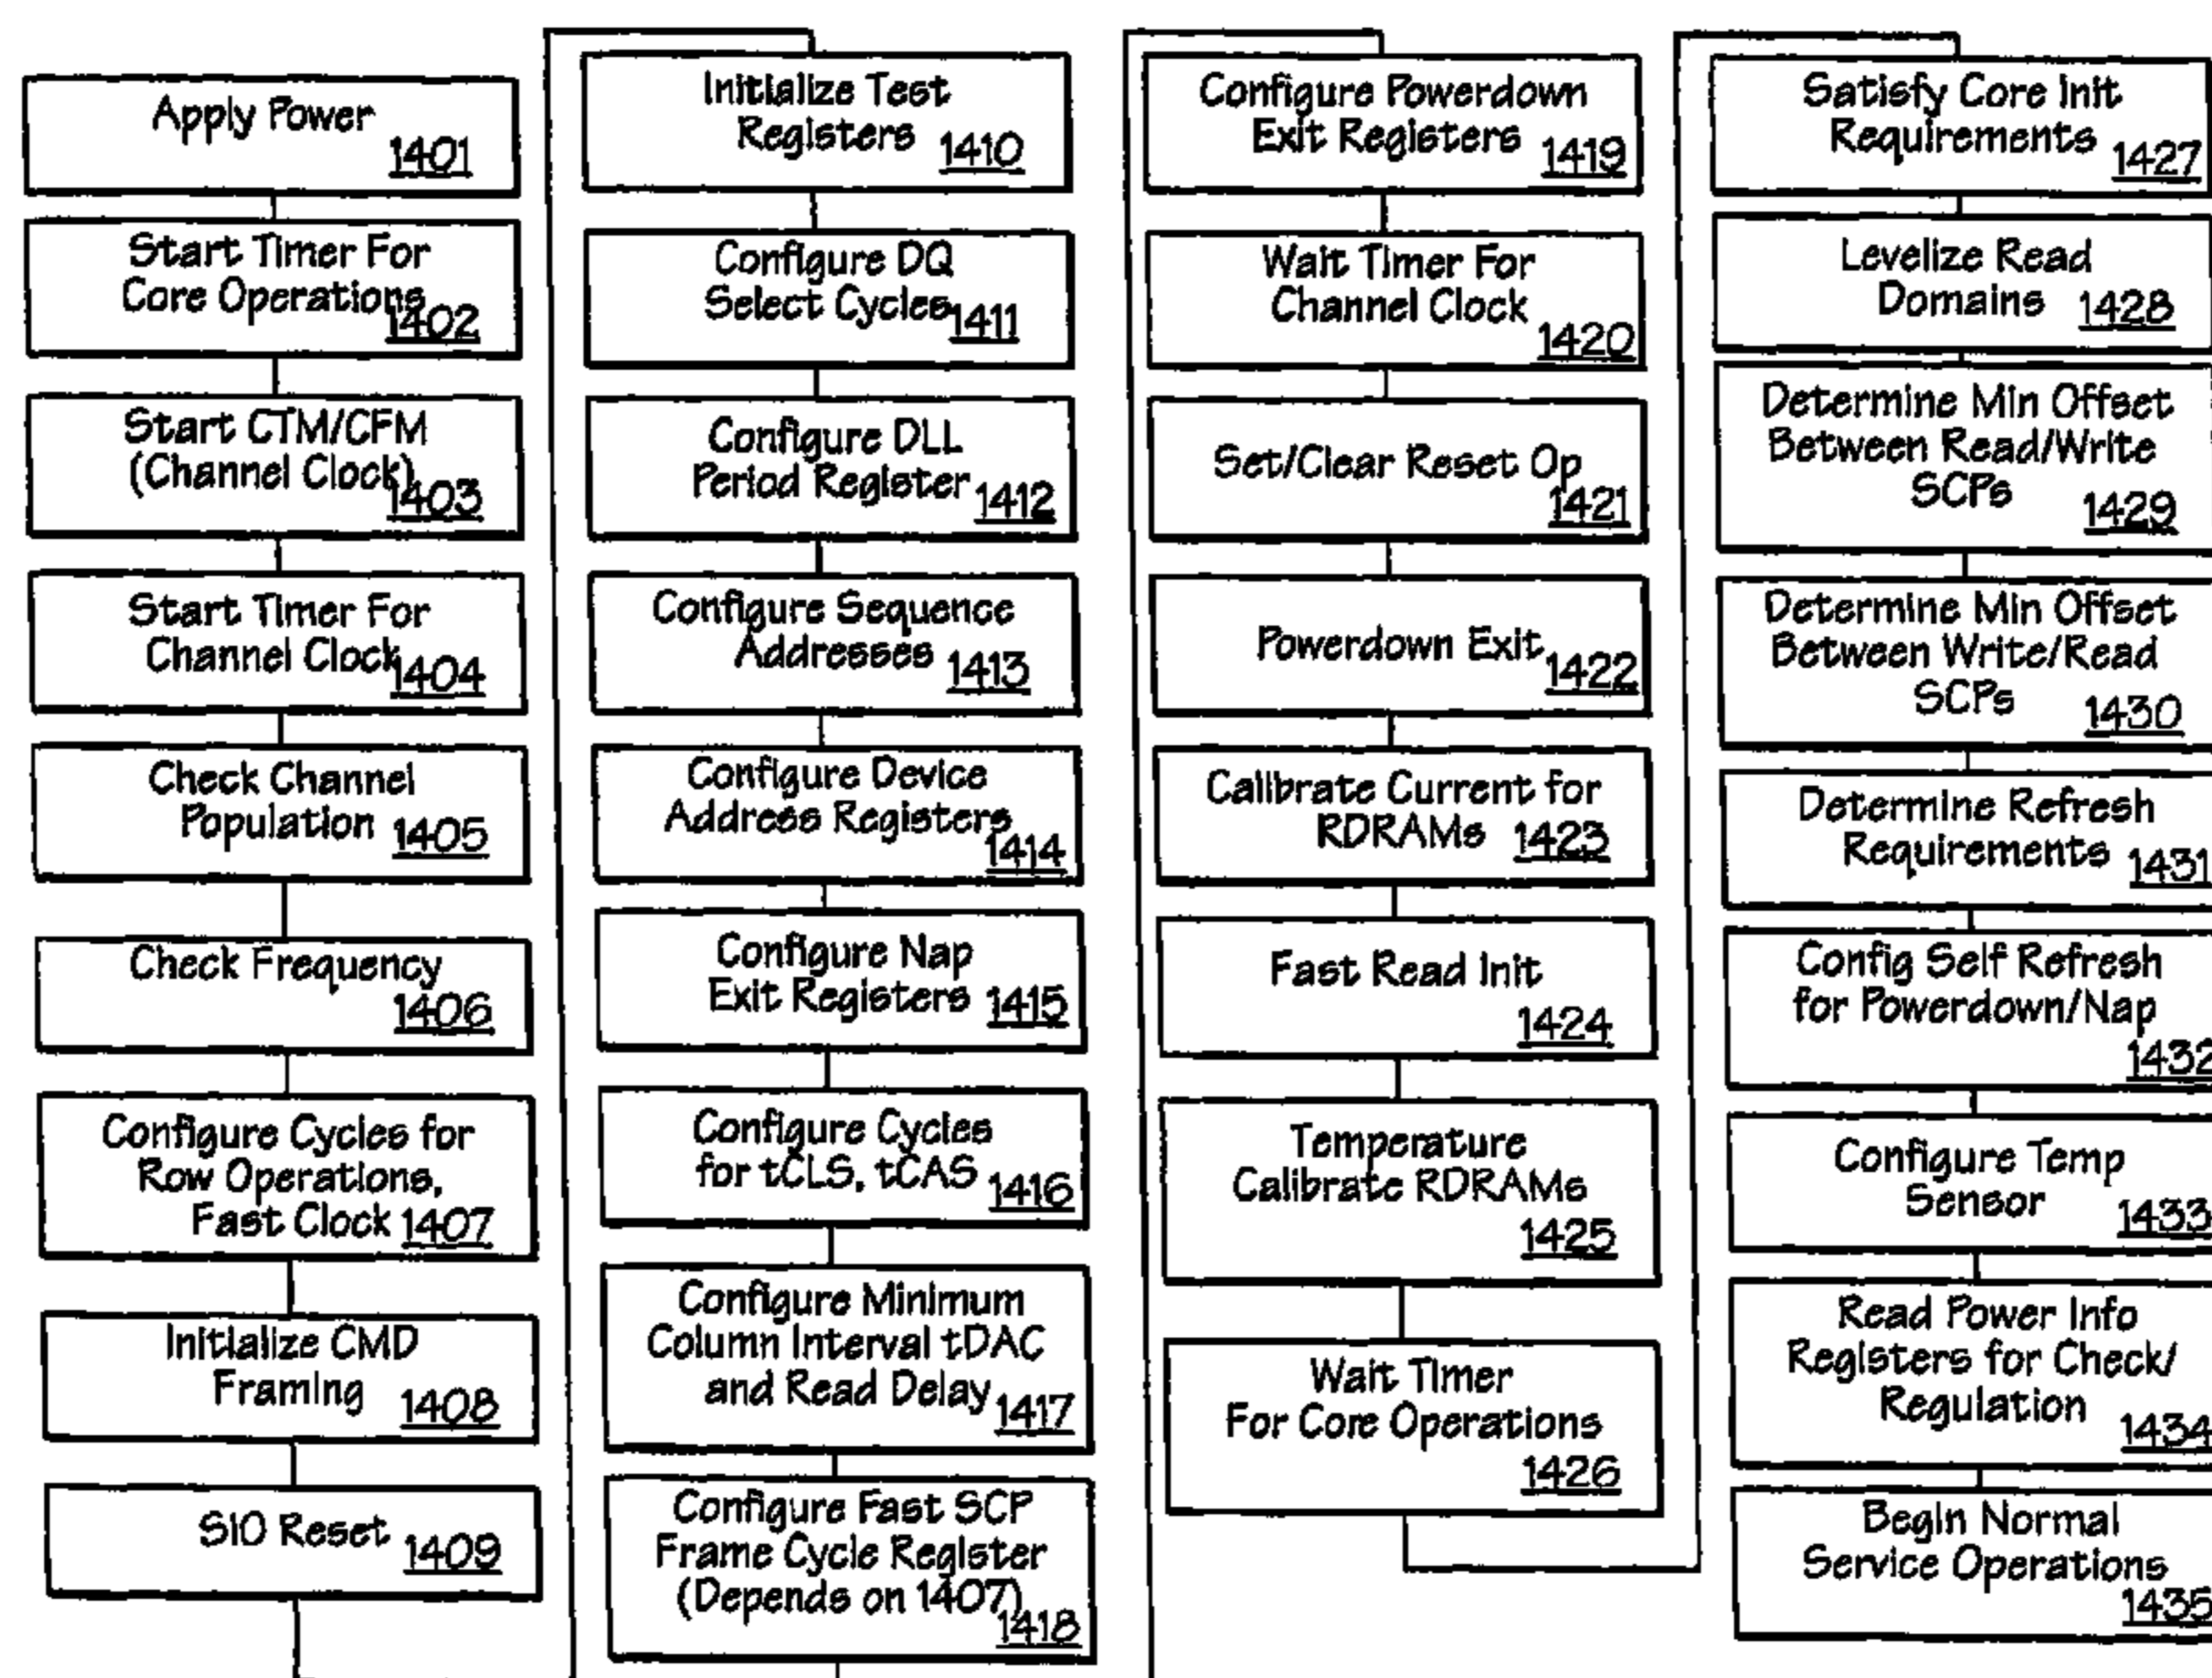 Apply Power
1401
Start Timer For
Core Operations
1402
Start CTM/CFM
(Channel Clock)
1403
Start Timer For
Channel Clock
1404
Check Channel
Population 1405
Check Frequency
1406
Configure Cycles for
Row Operations,
Fast Clock 1407
Initialize CMD
Framing 1408
SIO Reset 1409
Initialize Test
Registers 1410
Configure DQ
Select Cycles 1411
Configure DLL
Period Register 1412
Configure Sequence
Addresses 1413
Configure Device
Address Registers
1414
Configure Nap
Exit Registers 1415
Configure Cycles
for tCLS, tCAS 1416
Configure Minimum
Column Interval tDAC
and Read Delay 1417
Configure Fast SCP
Frame Cycle Register
(Depends on 1407)
1418
Configure Powerdown
Exit Registers 1419
Wait Timer For
Channel Clock
1420
Set/Clear Reset Op
1421
Powerdown Exit
1422
Calibrate Current for
RDRAMs 1423
Fast Read Init
1424
Temperature
Calibrate RDRAMs
1425
Wait Timer
For Core Operations
1426
Satisfy Core Init
Requirements 1427
Levelize Read
Domains 1428
Determine Min Offset
Between Read/Write
SCPs 1429
Determine Min Offset
Between Write/Read
SCPs 1430
Determine Refresh
Requirements 1431
Config Self Refresh
for Powerdown/Nap
1432
Configure Temp
Sensor 1433
Read Power Info
Registers for Check/
Regulation 1434
Begin Normal
Service Operations
1435